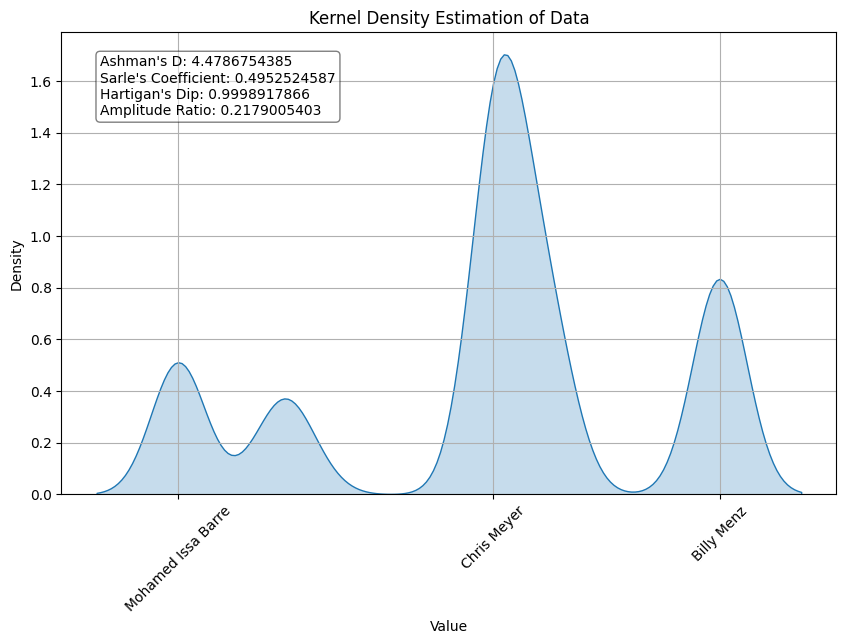 Kernel Density Estimation of Data
Ashman's D: 4.4786754385
Sarle's Coefficient: 0.4952524587
Hartigan's Dip: 0.9998917866
Amplitude Ratio: 0.2179005403
Density
1.6
1.4
1.2
1.0
0.8
0.6
0.4
0.2
0.0
Mohamed Issa Barre
Chris Meyer
Billy Menz
Value